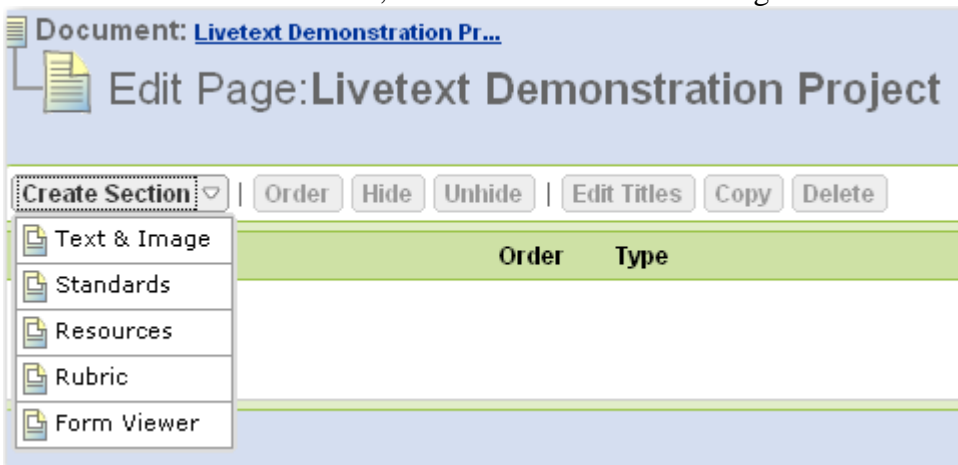 Document: Livetext Demonstration Pr...
Edit Page:Livetext Demonstration Project
Create Section | Order Hide Unhide | Edit Titles Copy Delete
Text & Image
Order Type
Standards
Resources
Rubric
Form Viewer